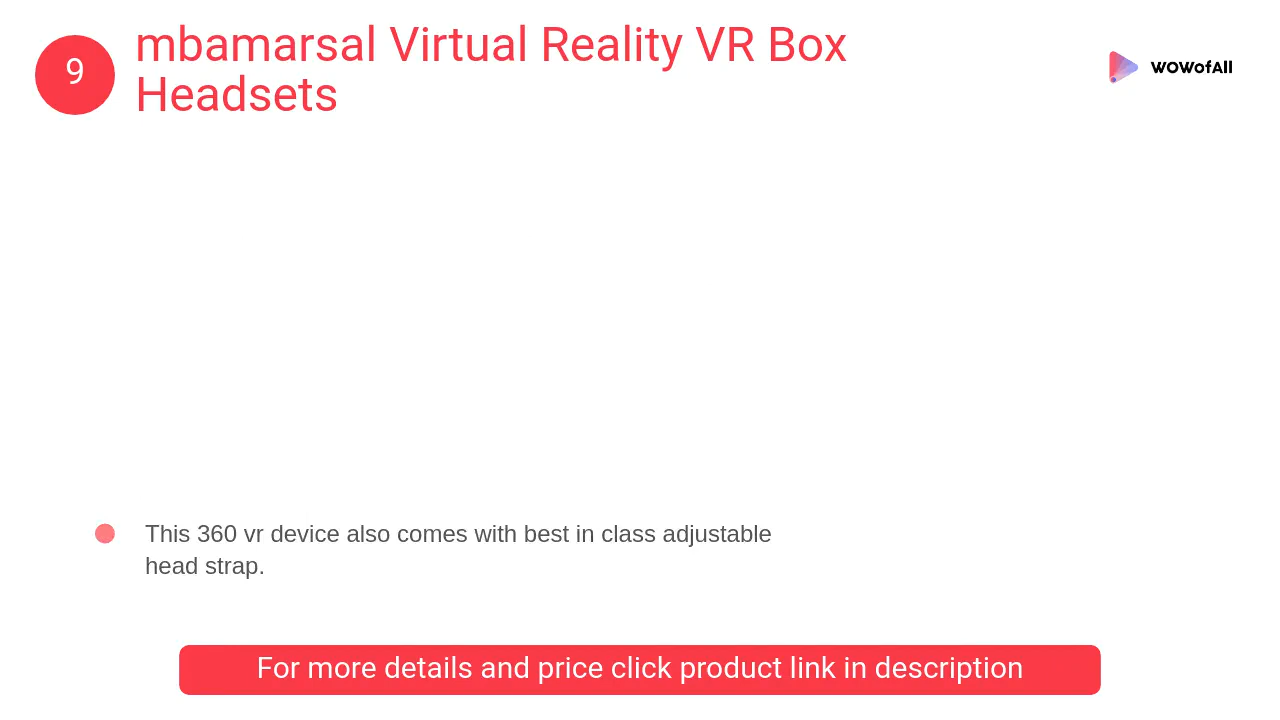 9
mbamarsal Virtual Reality VR Box
Headsets
WOWofAll
This 360 vr device also comes with best in class adjustable
head strap.
For more details and price click product link in description